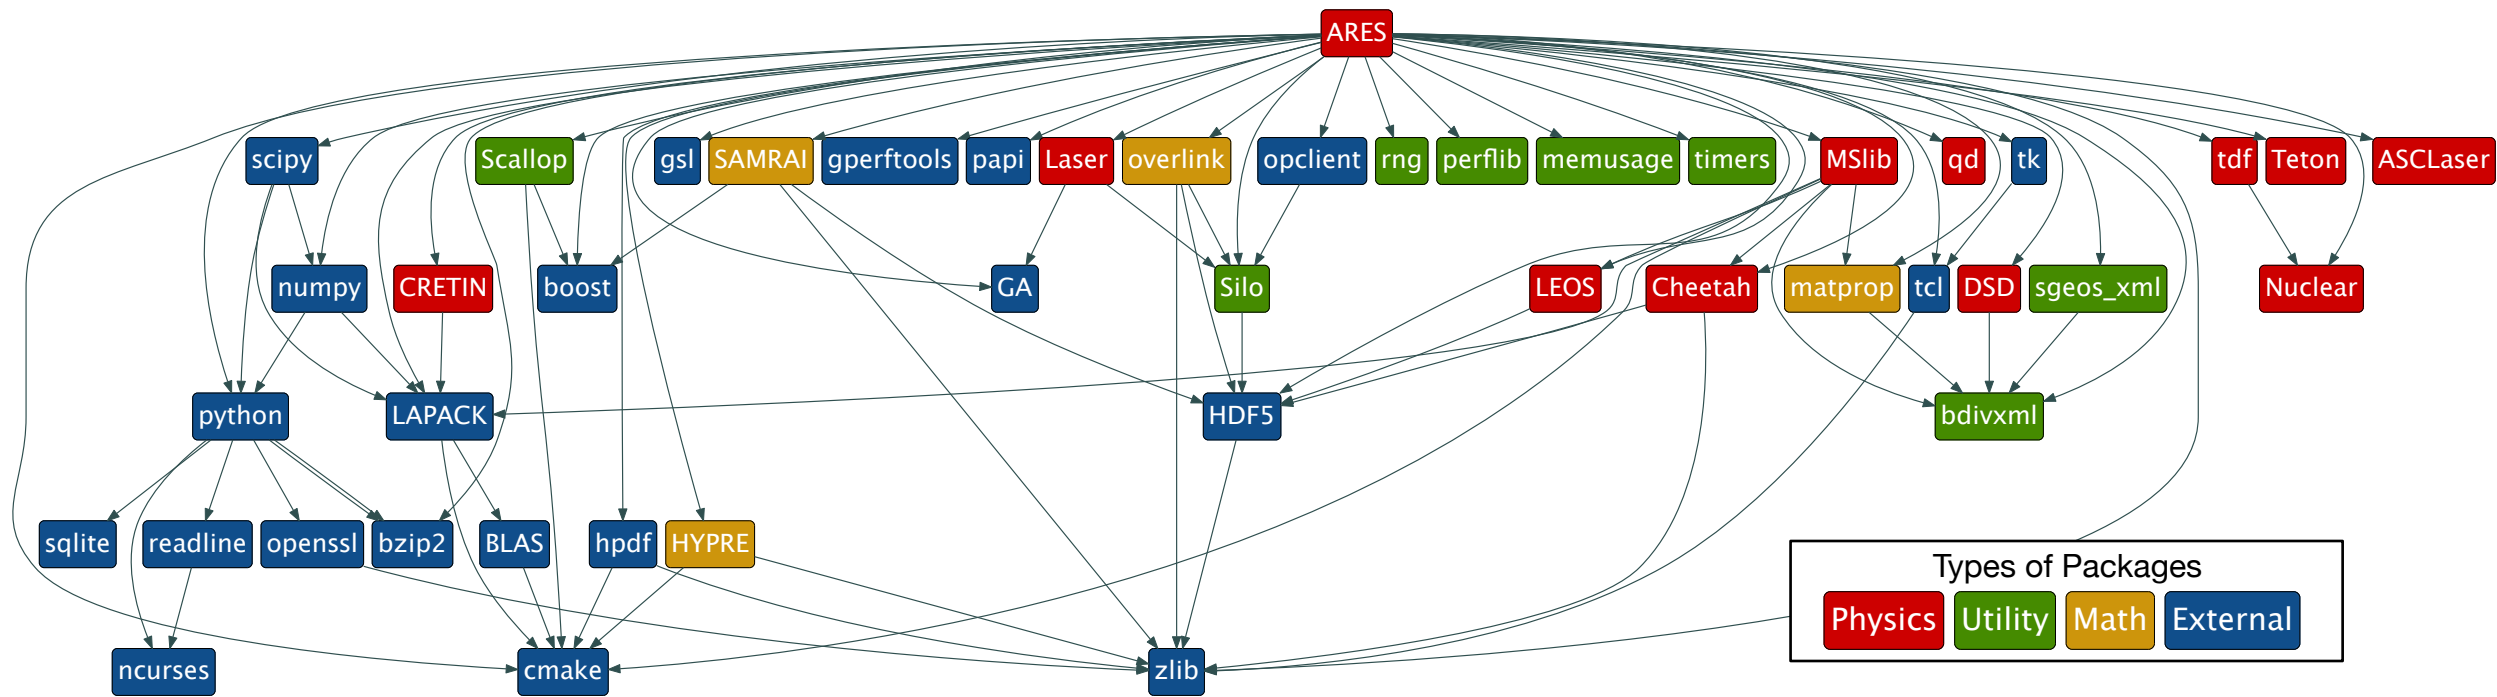 ARES
scipy
Scallop
gsl
SAMRAI
gperftools
papi
Laser
overlink
opclient
rng
perflib
memusage
timers
MSlib
qd
tk
tdf
Teton
ASCLaser
numpy
CRETIN
boost
GA
Silo
LEOS
Cheetah
matprop
tcl
DSD
sgeos_xml
Nuclear
python
LAPACK
HDF5
bdivxml
sqlite
readline
openssl
bzip2
BLAS
hpdf
HYPRE
Types of Packages
Physics
Utility
Math
External
ncurses
cmake
zlib